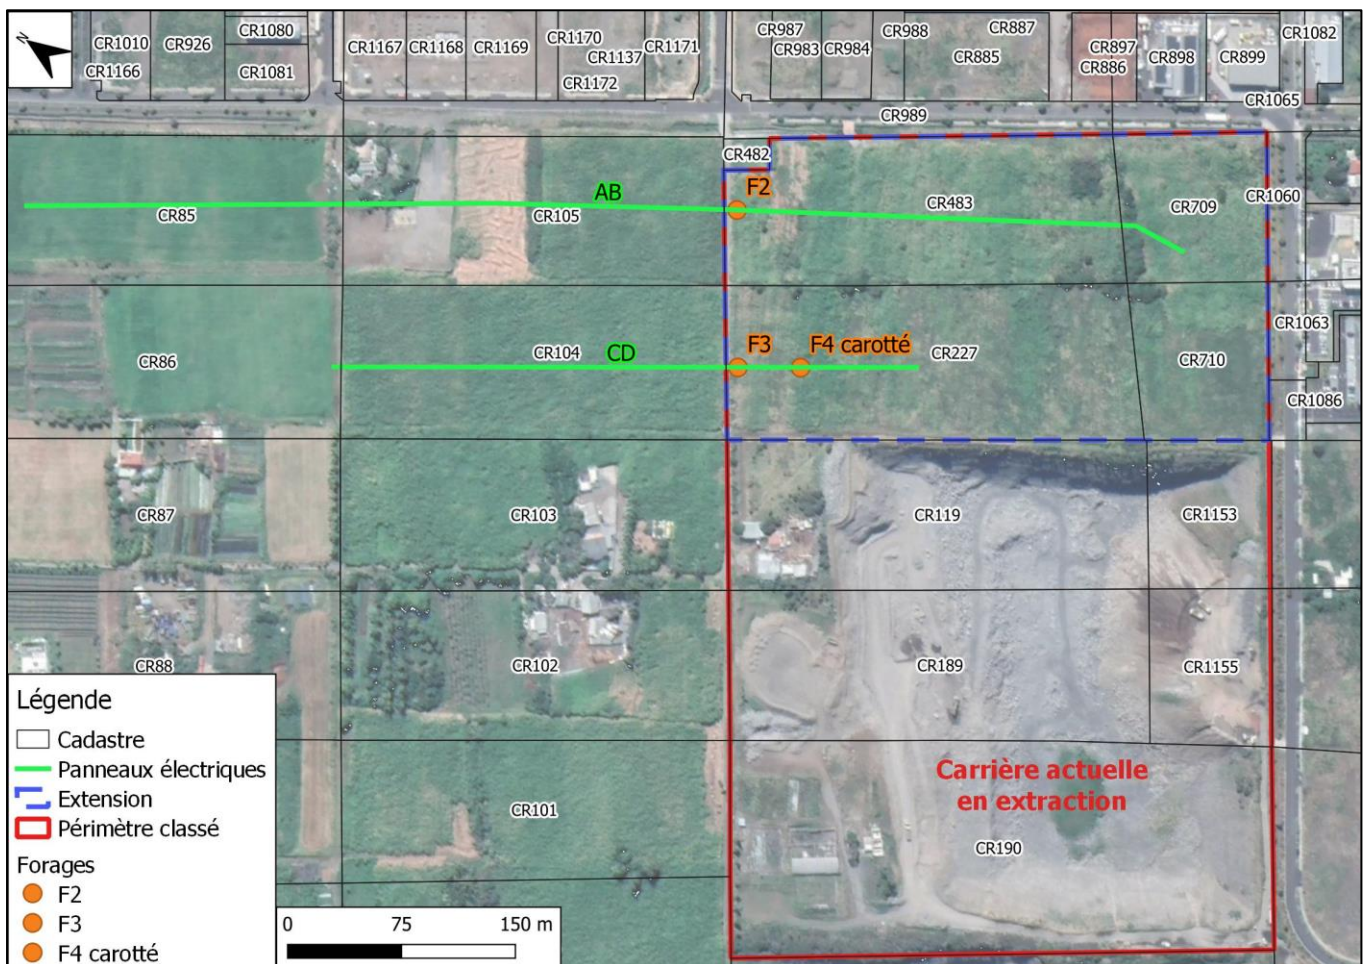 N
CR1010
CR926
CR1080
CR1166
CR1081
CR1167
CR1168
CR1169
CR1170
CR1137
CR1171
CR1172
CR987
CR983
CR984
CR988
CR887
CR885
CR897
CR886
CR898
CR899
CR1082
CR1065
CR989
CR482
F2
AB
CR85
CR105
CR483
CR709
CR1060
CR86
CR104
CD
F3
F4 carotté
CR227
CR710
CR1063
CR1086
CR87
CR103
CR119
CR1153
CR88
CR102
CR189
CR1155
CR101
Carrière actuelle
en extraction
CR190
Légende
Cadastre
Panneaux électriques
Extension
Périmètre classé
Forages
F2
F3
F4 carotté
0 75 150 m